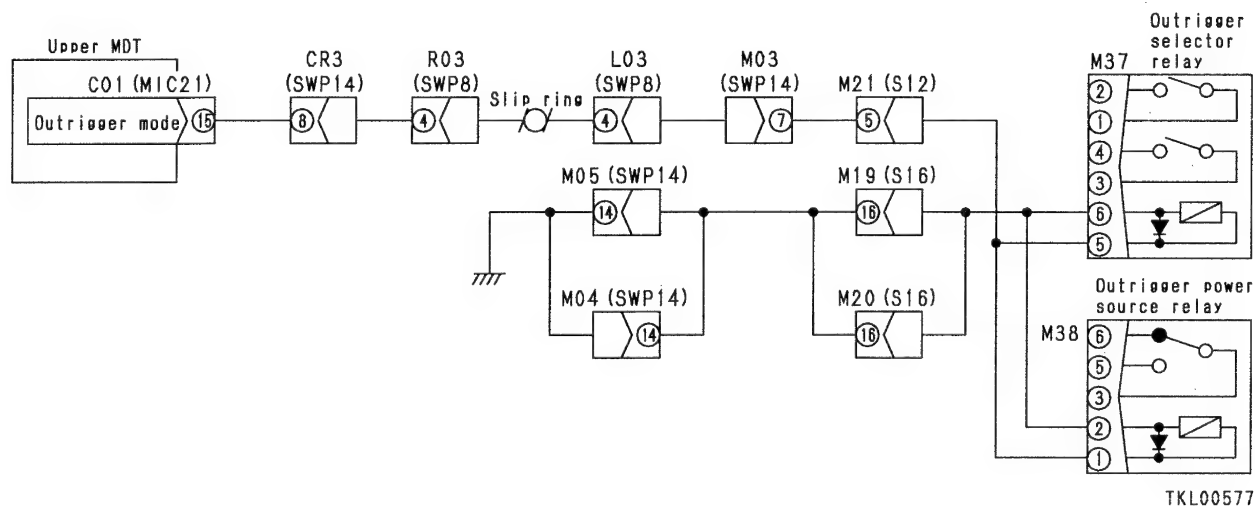 Upper MDT
C01 (MIC21)
Outrigger mode
15
CR3
(SWP14)
8
R03
(SWP8)
4
Slip ring
L03
(SWP8)
4
M03
(SWP14)
7
M21 (S12)
5
M05 (SWP14)
14
M04 (SWP14)
14
M19 (S16)
16
M20 (S16)
16
Outrigger
selector
relay
M37
2
1
4
3
6
5
Outrigger power
source relay
M38
6
5
3
2
1
TKL00577